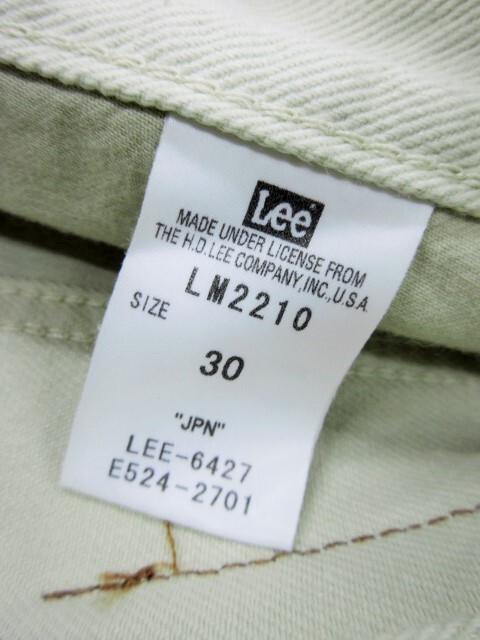 Lee
MADE UNDER LICENSE FROM
THE H.D.LEE COMPANY,INC.,U.S.A.
LM2210
SIZE
30
"JPN"
LEE-6427
E524-2701